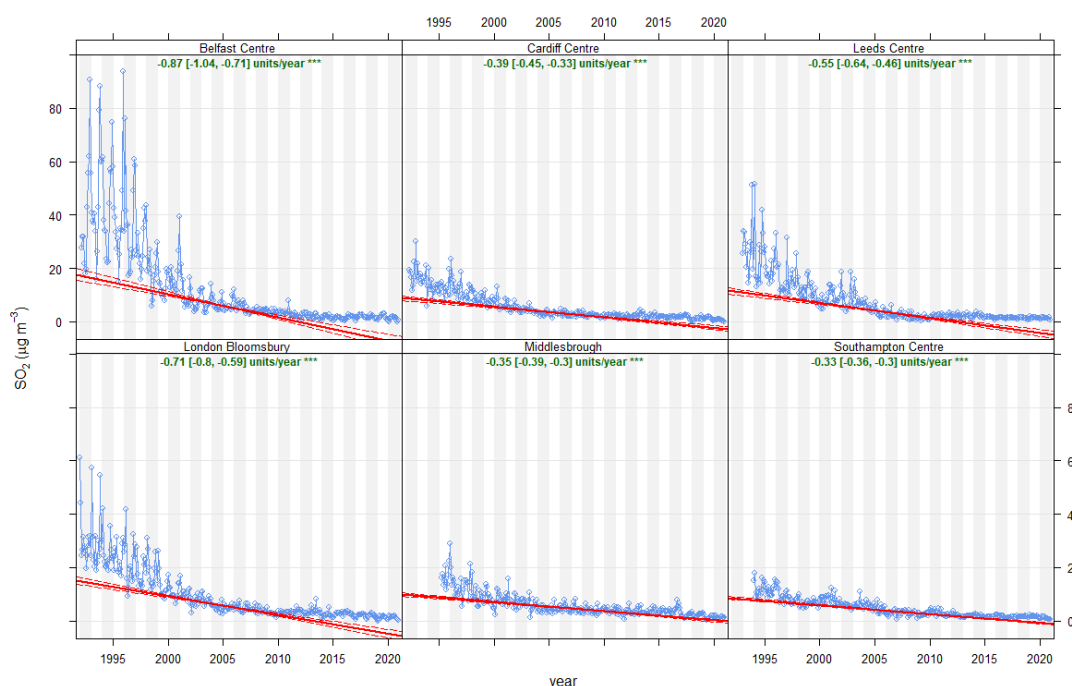 1995 2000 2005 2010 2015 2020
Belfast Centre Cardiff Centre Leeds Centre
-0.87 [-1.04, -0.71] units/year *** -0.39 [-0.45, -0.33] units/year *** -0.55 [-0.64, -0.46] units/year ***
80
60
40
20
0
SO₂ (µg m⁻³)
London Bloomsbury Middlesbrough Southampton Centre
-0.71 [-0.8, -0.59] units/year *** -0.35 [-0.39, -0.3] units/year *** -0.33 [-0.36, -0.3] units/year ***
8
6
4
2
0
1995 2000 2005 2010 2015 2020 1995 2000 2005 2010 2015 2020
year